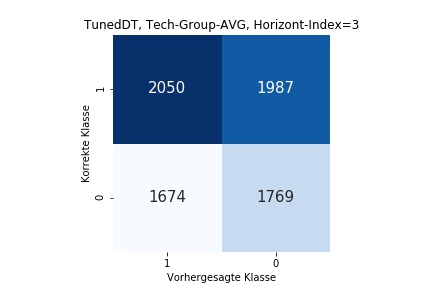 TunedDT, Tech-Group-AVG, Horizont-Index=3
Korrekte Klasse
1
2050
1987
0
1674
1769
1
0
Vorhergesagte Klasse